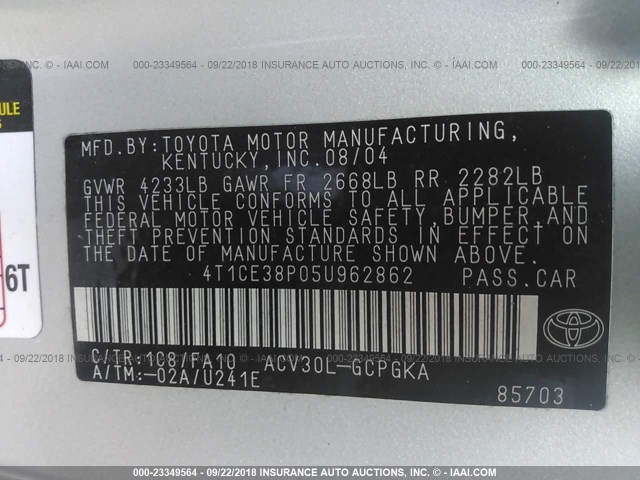 000-23349564 - 09/22/2018 INSURANCE AUTO AUCTIONS, INC. - © IAAI.COM
MFD.BY:TOYOTA MOTOR MANUFACTURING,
KENTUCKY,INC.08/04
GVWR 4233LB GAWR FR 2668LB RR 2282LB
THIS VEHICLE CONFORMS TO ALL APPLICABLE
FEDERAL MOTOR VEHICLE SAFETY,BUMPER,AND
THEFT PREVENTION STANDARDS IN EFFECT ON
THE DATE OF MANUFACTURE SHOWN ABOVE.
4T1CE38P05U962862 PASS.CAR
6T
C/TR:1C8/FA10 ACV30L-GCPGKA
A/TM:-02A/U241E
85703
000-23349564 - 09/22/2018 INSURANCE AUTO AUCTIONS, INC. - © IAAI.COM